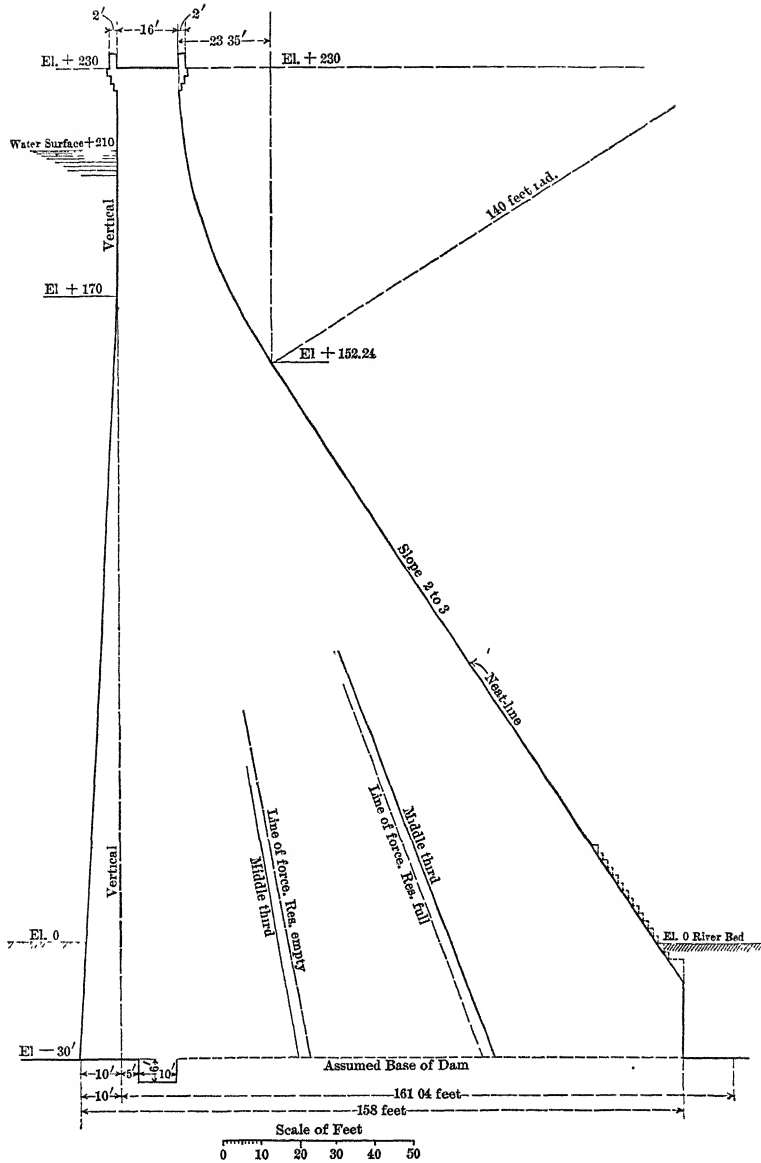 2'
16'
2'
23 35'
El. + 230
El. + 230
Water Surface + 210
140 feet rad.
Vertical
El + 170
El + 152.24
Slope 2 to 3
Neat-line
Middle third
Line of force. Res. full
Line of force. Res. empty
Middle third
Vertical
El. 0
El. 0 River Bed
El — 30'
Assumed Base of Dam
10'
5'
6'
10'
10'
161 04 feet
158 feet
Scale of Feet
0 10 20 30 40 50